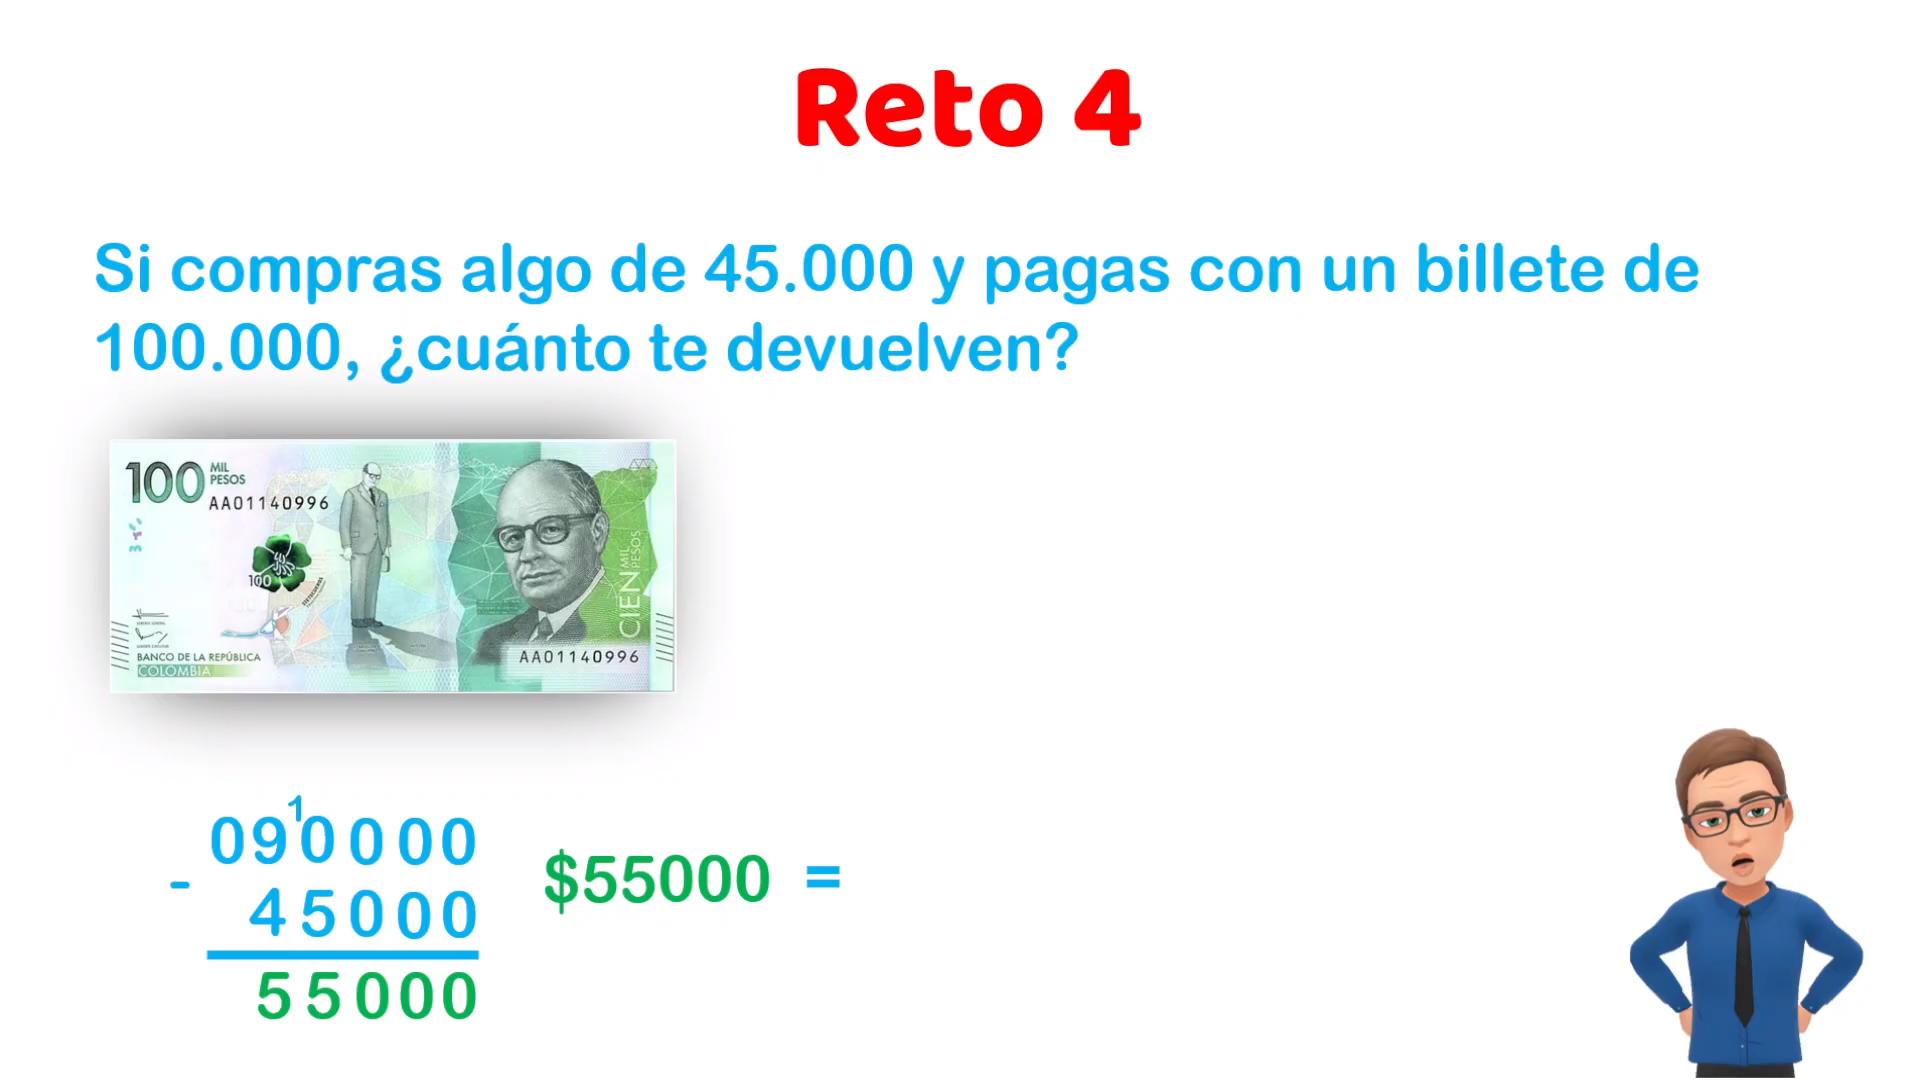 Reto 4
Si compras algo de 45.000 y pagas con un billete de
100.000, ¿cuánto te devuelven?
100 MIL
PESOS
AA01140996
100
CIEN MIL
PESOS
BANCO DE LA REPÚBLICA
COLOMBIA
AA01140996
1
090000
- 45000
55000
$55000 =